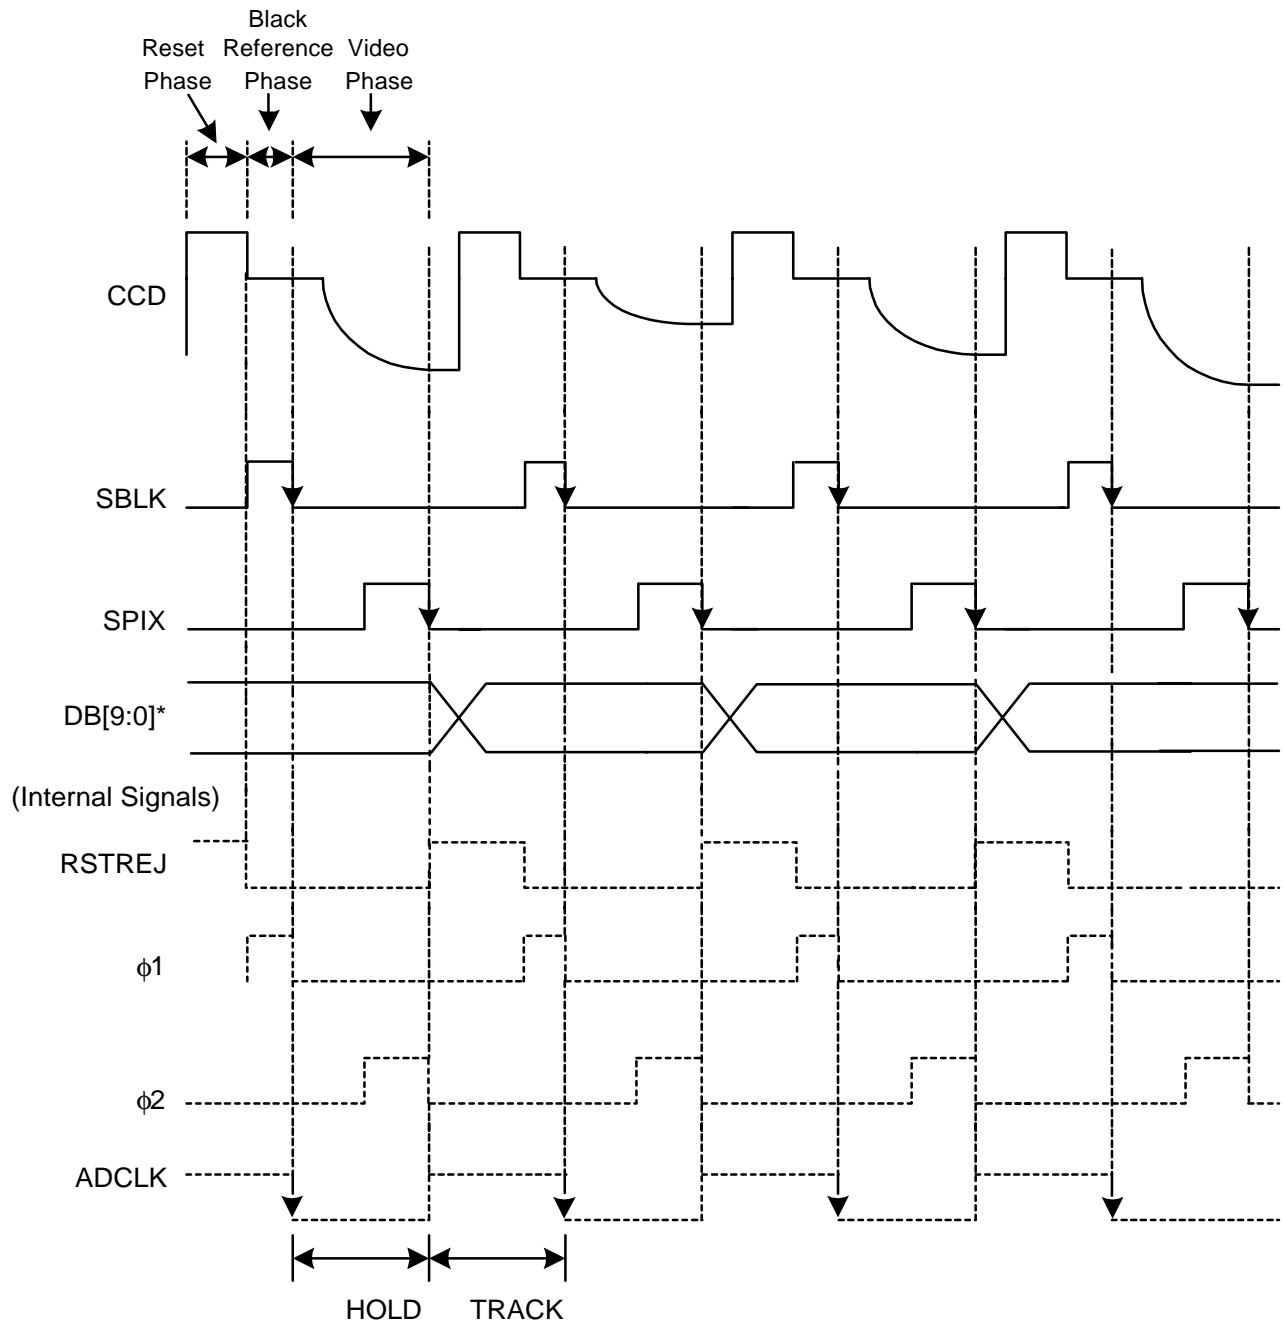 Black
Reset Reference Video
Phase Phase Phase
CCD
SBLK
SPIX
DB[9:0]*
(Internal Signals)
RSTREJ
ϕ1
ϕ2
ADCLK
HOLD TRACK